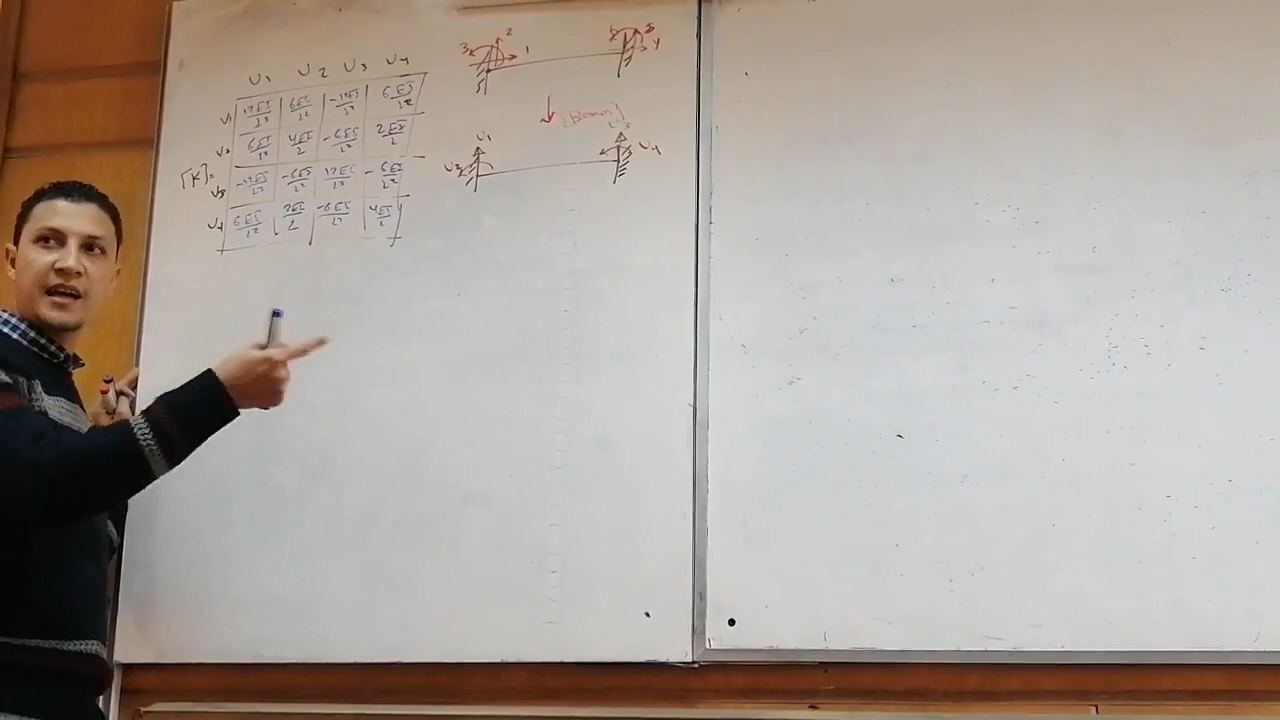 U1 U2 U3 U4
U1 12EI/L3 6EI/L2 -12EI/L3 6EI/L2
U2 6EI/L2 4EI/L -6EI/L2 2EI/L
[K]=
U3 -12EI/L3 -6EI/L2 12EI/L3 -6EI/L2
U4 6EI/L2 2EI/L -6EI/L2 4EI/L
3 2 1
6 5 4
[Beam]
U1 U3
U2 U4